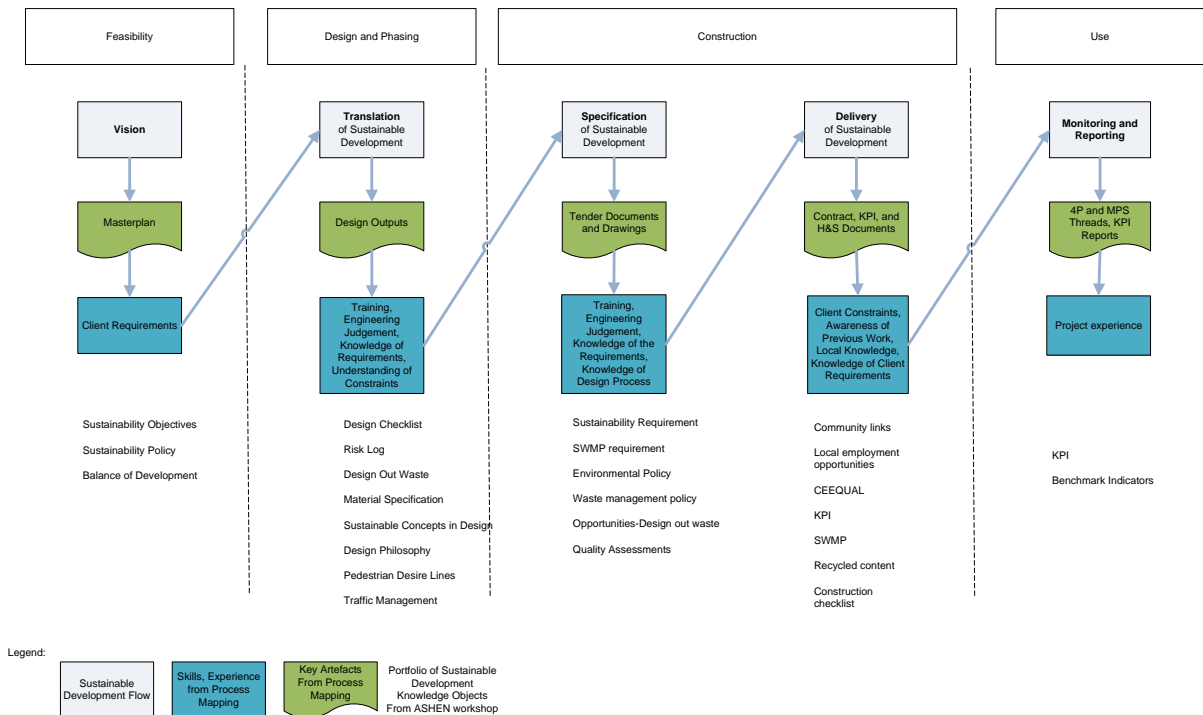 Feasibility
Design and Phasing
Construction
Use
Vision
Masterplan
Client Requirements
Sustainability Objectives
Sustainability Policy
Balance of Development
Translation
of Sustainable
Development
Design Outputs
Training,
Engineering
Judgement,
Knowledge of
Requirements,
Understanding of
Constraints
Design Checklist
Risk Log
Design Out Waste
Material Specification
Sustainable Concepts in Design
Design Philosophy
Pedestrian Desire Lines
Traffic Management
Specification
of Sustainable
Development
Tender Documents
and Drawings
Training,
Engineering
Judgement,
Knowledge of the
Requirements,
Knowledge of
Design Process
Sustainability Requirement
SWMP requirement
Environmental Policy
Waste management policy
Opportunities-Design out waste
Quality Assessments
Delivery
of Sustainable
Development
Contract, KPI, and
H&S Documents
Client Constraints,
Awareness of
Previous Work,
Local Knowledge,
Knowledge of Client
Requirements
Community links
Local employment
opportunities
CEEQUAL
KPI
SWMP
Recycled content
Construction
checklist
Monitoring and
Reporting
4P and MPS
Threads, KPI
Reports
Project experience
KPI
Benchmark Indicators
Legend:
Sustainable
Development Flow
Skills, Experience
from Process
Mapping
Key Artefacts
From Process
Mapping
Portfolio of Sustainable
Development
Knowledge Objects
From ASHEN workshop